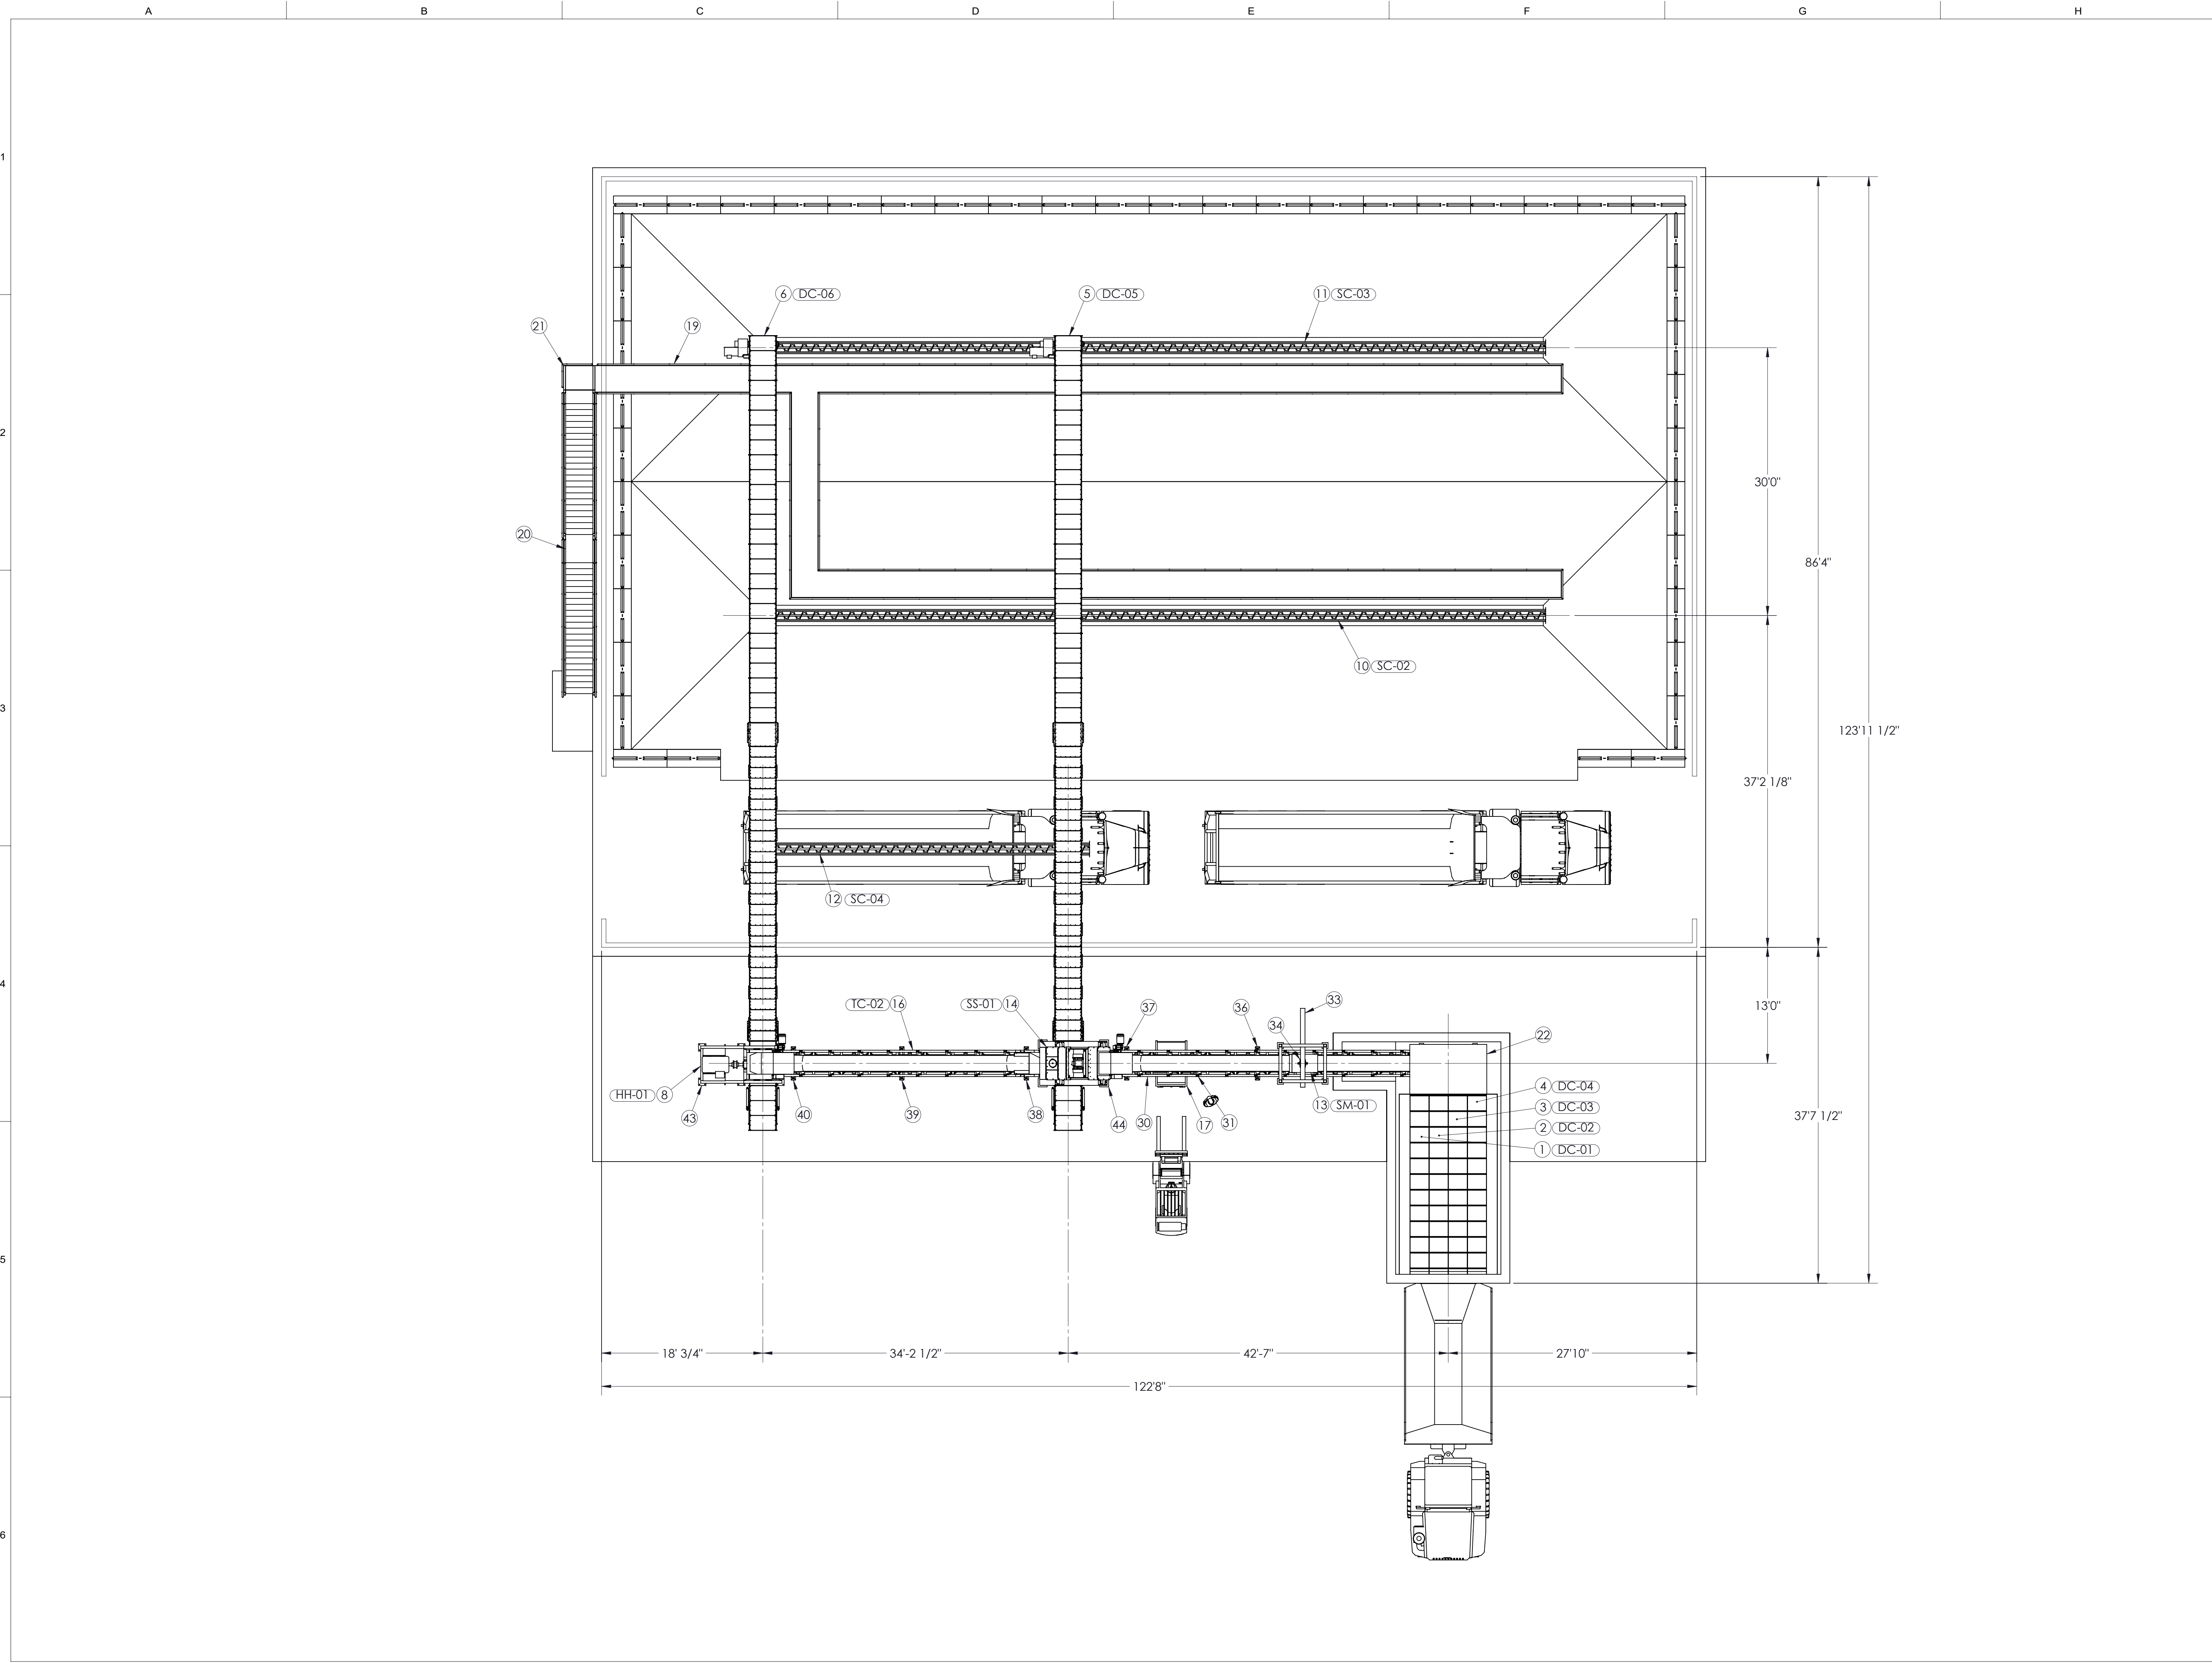 A B C D E F G H
1
6 DC-06
5 DC-05
11 SC-03
21
19
2
30'0"
20
86'4"
10 SC-02
3
123'11 1/2"
37'2 1/8"
12 SC-04
4
TC-02 16
SS-01 14
37
36
33
13'0"
34
22
4 DC-04
HH-01 8
43
40
39
38
44
30
17
31
13 SM-01
3 DC-03
2 DC-02
1 DC-01
37'7 1/2"
5
18' 3/4"
34'-2 1/2"
42'-7"
27'10"
122'8"
6